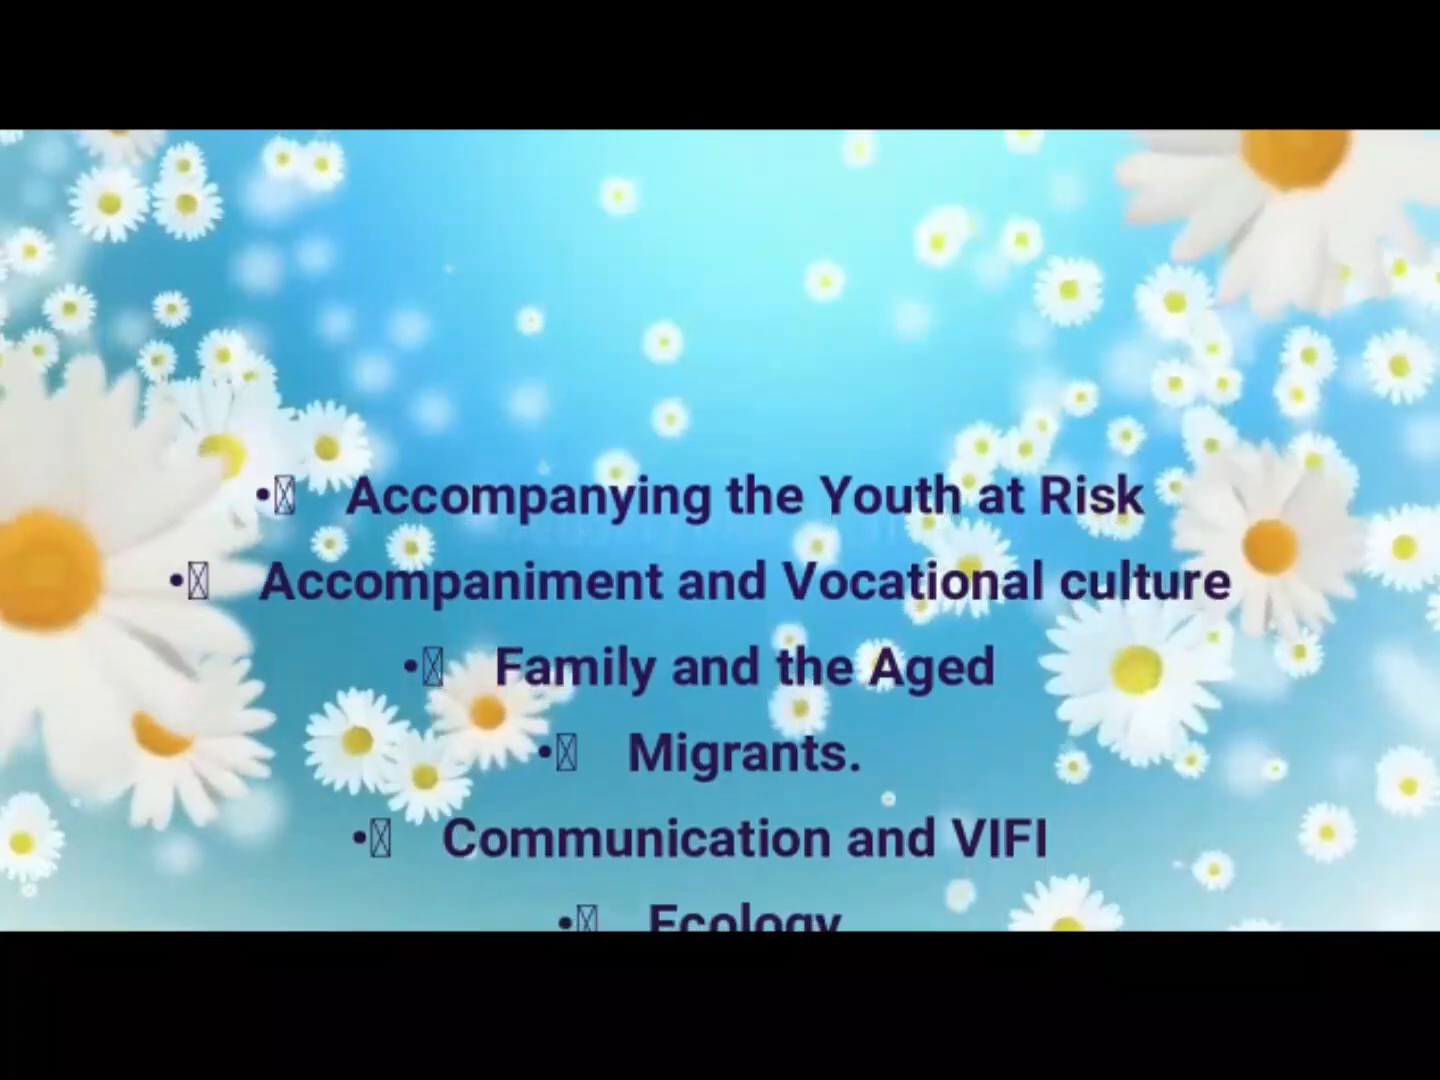 • Accompanying the Youth at Risk
• Accompaniment and Vocational culture
• Family and the Aged
• Migrants.
• Communication and VIFI
• Ecology